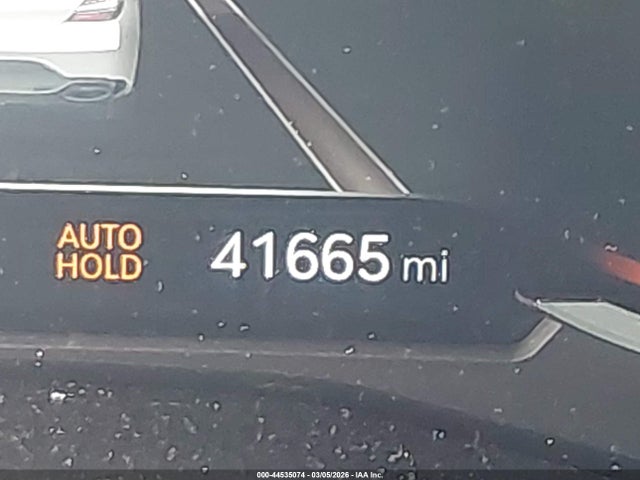 AUTO
HOLD
41665 mi
000-44535074 - 03/05/2026 - IAA Inc.